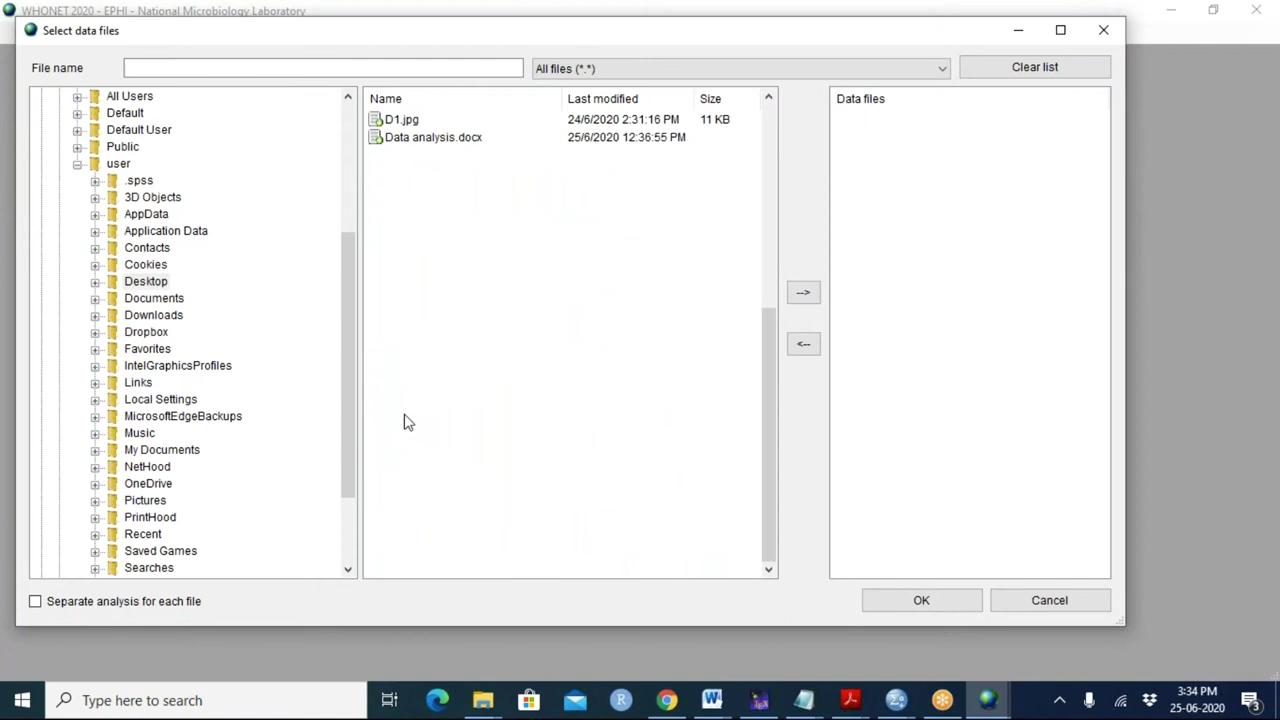 WHONET 2020 - EPHI - National Microbiology Laboratory
Select data files
File name
All files (*.*)
Clear list
All Users
Default
Default User
Public
user
.spss
3D Objects
AppData
Application Data
Contacts
Cookies
Desktop
Documents
Downloads
Dropbox
Favorites
IntelGraphicsProfiles
Links
Local Settings
MicrosoftEdgeBackups
Music
My Documents
NetHood
OneDrive
Pictures
PrintHood
Recent
Saved Games
Searches
Name Last modified Size
D1.jpg 24/6/2020 2:31:16 PM 11 KB
Data analysis.docx 25/6/2020 12:36:55 PM
-->
<--
Data files
Separate analysis for each file
OK
Cancel
Type here to search
R
W
3:34 PM
25-06-2020
3